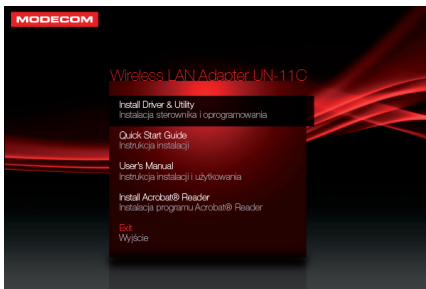 MODECOM
Wireless LAN Adapter UN-11C
Install Driver & Utility
Instalacja sterownika i oprogramowania
Quick Start Guide
Instrukcja instalacji
User's Manual
Instrukcja instalacji i użytkowania
Install Acrobat® Reader
Instalacja programu Acrobat® Reader
Exit
Wyjście